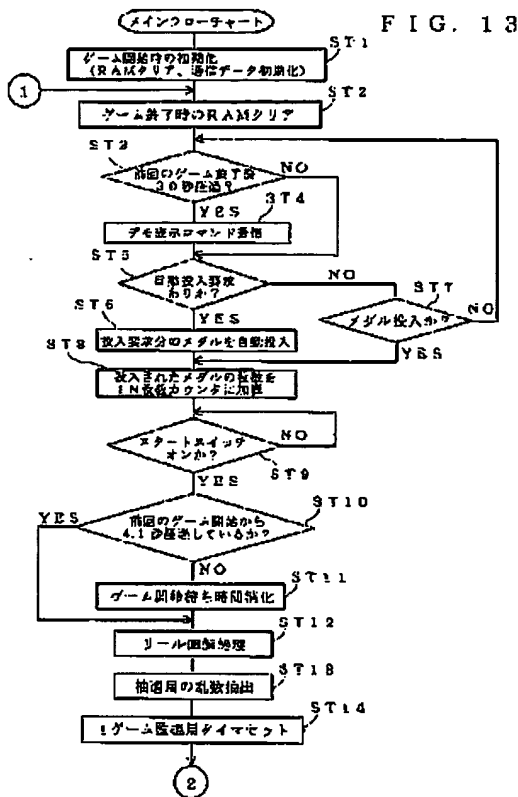 FIG. 13
メインフローチャート
ゲーム開始時の初期化
(RAMクリア、通信データ初期化)
ST1
1
ゲーム終了時のRAMクリア
ST2
ST3
前回のゲーム終了後
30秒経過?
NO
YES
ST4
デモ表示コマンド送信
ST5
自動投入要求
ありか?
NO
YES
ST7
メダル投入か?
NO
YES
ST6
投入要求分のメダルを自動投入
ST8
投入されたメダルの枚数を
IN枚数カウンタに加算
スタートスイッチ
オンか?
NO
ST9
YES
ST10
YES
前回のゲーム開始から
4.1秒経過しているか?
NO
ST11
ゲーム開始待ち時間消化
ST12
リール回転処理
ST13
抽選用の乱数抽出
ST14
1ゲーム監視用タイマセット
2